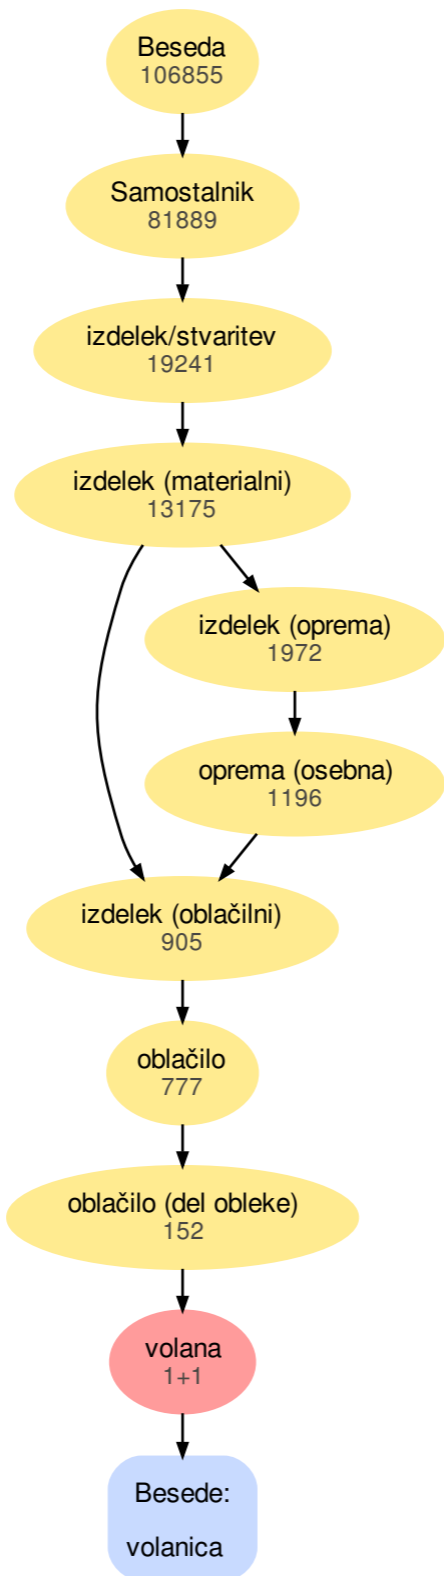 Beseda
106855
Samostalnik
81889
izdelek/stvaritev
19241
izdelek (materialni)
13175
izdelek (oprema)
1972
oprema (osebna)
1196
izdelek (oblačilni)
905
oblačilo
777
oblačilo (del obleke)
152
volana
1+1
Besede:
volanica